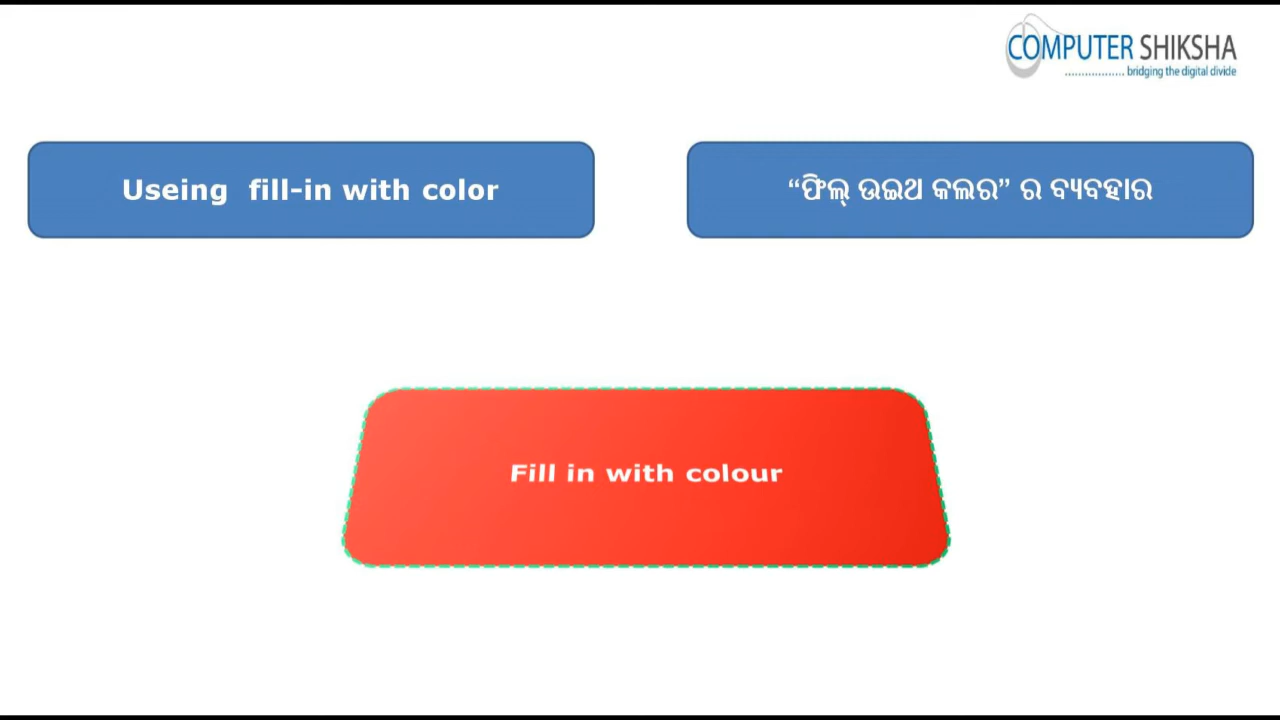 COMPUTER SHIKSHA
bridging the digital divide
Useing fill-in with color
“ଫିଲ୍ ଉଇଥ କଲର” ର ବ୍ୟବହାର
Fill in with colour